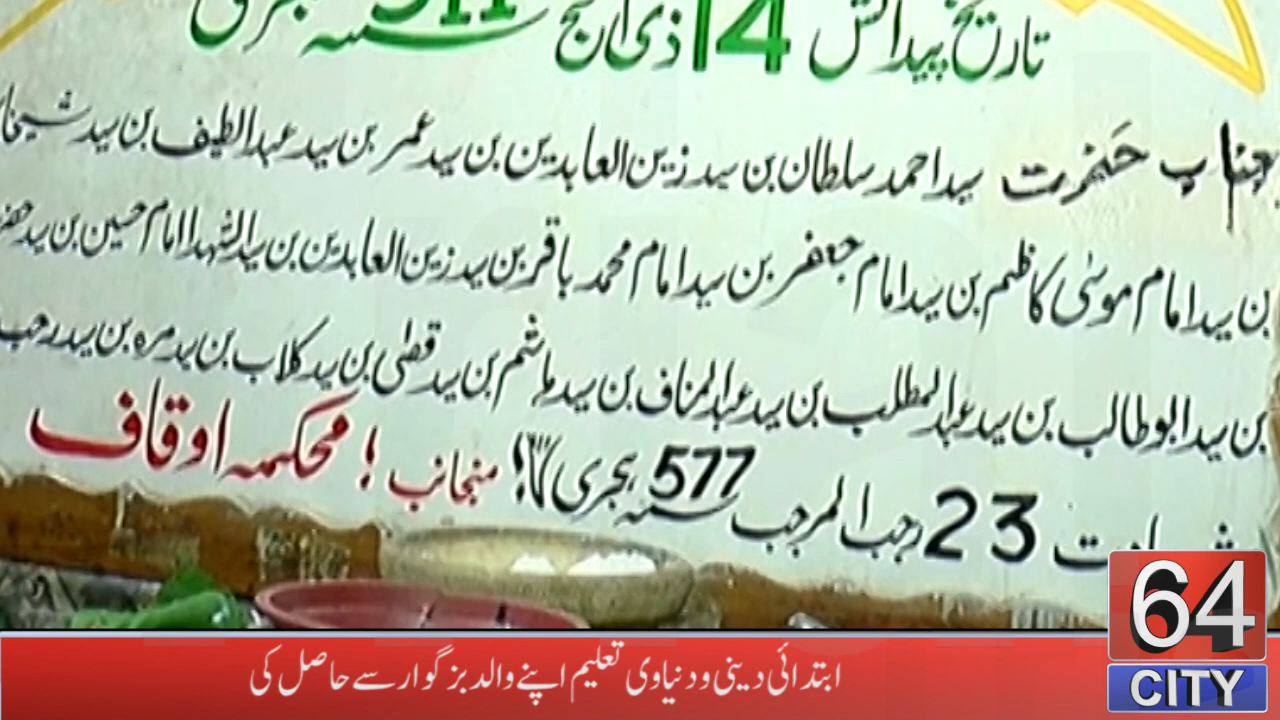 تاریخ پیدائش 14 ذی الحج سنہ 511 ہجری
جناب حضرت سید احمد سلطان بن سید زین العابدین بن سید عمر بن سید عبدالطیف بن سید
بن سید امام موسیٰ کاظم بن سید امام جعفر بن سید امام محمد باقر بن سید زین العابدین بن سید الشہدا امام حسین بن سید
بن سید ابوطالب بن سید عبدالمطلب بن سید عبدالمناف بن سید ہاشم بن سید قصٰی بن سید کلاب بن سید مرہ بن سید
23 رجب المرجب سنہ 577 ہجری
منجانب ! محکمہ اوقاف
ابتدائی دینی و دنیاوی تعلیم اپنے والد بزگوار سے حاصل کی
64
CITY